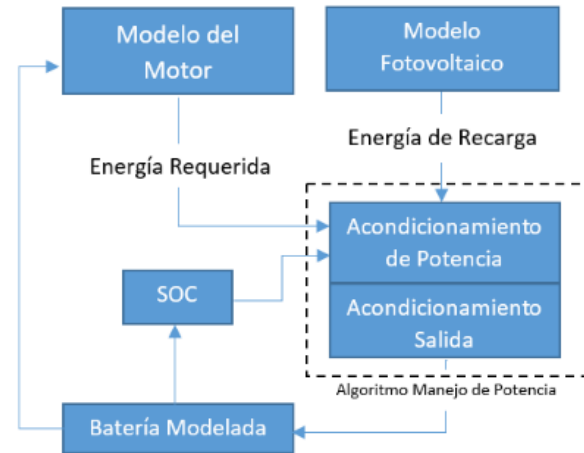 Modelo del
Motor
Modelo
Fotovoltaico
Energía Requerida
Energía de Recarga
Acondicionamiento
de Potencia
SOC
Acondicionamiento
Salida
Algoritmo Manejo de Potencia
Batería Modelada